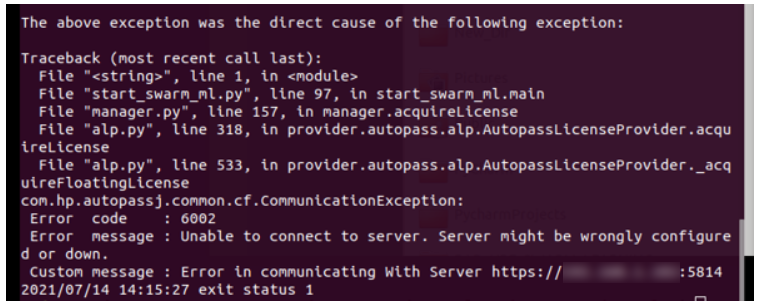 The above exception was the direct cause of the following exception:
Traceback (most recent call last):
  File "<string>", line 1, in <module>
  File "start_swarm_ml.py", line 97, in start_swarm_ml.main
  File "manager.py", line 157, in manager.acquireLicense
  File "alp.py", line 318, in provider.autopass.alp.AutopassLicenseProvider.acqu
ireLicense
  File "alp.py", line 533, in provider.autopass.alp.AutopassLicenseProvider._acq
uireFloatingLicense
com.hp.autopassj.common.cf.CommunicationException:
 Error  code    : 6002
 Error  message : Unable to connect to server. Server might be wrongly configure
d or down.
 Custom message : Error in communicating With Server https://:5814
2021/07/14 14:15:27 exit status 1